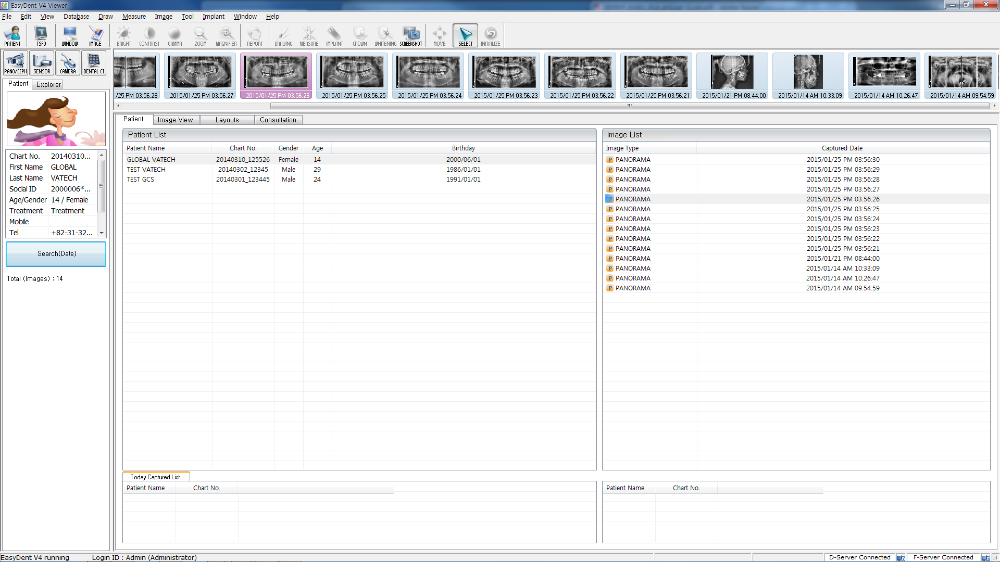 EasyDent V4 Viewer
File Edit View Database Draw Measure Image Tool Implant Window Help
PATIENT TSFD WINDOW IMAGE BRIGHT CONTRAST GAMMA ZOOM MAGNIFIER REPORT DRAWING MEASURE IMPLANT CROWN WHITENING SCREENSHOT MOVE SELECT INITIALIZE
PANO/CEPH SENSOR CAMERA DENTAL CT
/25 PM 03:56:28 2015/01/25 PM 03:56:27 2015/01/25 PM 03:56:26 2015/01/25 PM 03:56:25 2015/01/25 PM 03:56:24 2015/01/25 PM 03:56:23 2015/01/25 PM 03:56:22 2015/01/25 PM 03:56:21 2015/01/21 PM 08:44:00 2015/01/14 AM 10:33:09 2015/01/14 AM 10:26:47 2015/01/14 AM 09:54:59
Patient Explorer
Chart No. 20140310...
First Name GLOBAL
Last Name VATECH
Social ID 2000006*...
Age/Gender 14 / Female
Treatment Treatment
Mobile
Tel +82-31-32...
Search(Date)
Total (Images) : 14
Patient Image View Layouts Consultation
Patient List
Patient Name Chart No. Gender Age Birthday
GLOBAL VATECH 20140310_125526 Female 14 2000/06/01
TEST VATECH 20140302_12345 Male 29 1986/01/01
TEST GCS 20140301_123445 Male 24 1991/01/01
Image List
Image Type Captured Date
P PANORAMA 2015/01/25 PM 03:56:30
P PANORAMA 2015/01/25 PM 03:56:29
P PANORAMA 2015/01/25 PM 03:56:28
P PANORAMA 2015/01/25 PM 03:56:27
P PANORAMA 2015/01/25 PM 03:56:26
P PANORAMA 2015/01/25 PM 03:56:25
P PANORAMA 2015/01/25 PM 03:56:24
P PANORAMA 2015/01/25 PM 03:56:23
P PANORAMA 2015/01/25 PM 03:56:22
P PANORAMA 2015/01/25 PM 03:56:21
P PANORAMA 2015/01/21 PM 08:44:00
P PANORAMA 2015/01/14 AM 10:33:09
P PANORAMA 2015/01/14 AM 10:26:47
P PANORAMA 2015/01/14 AM 09:54:59
Today Captured List
Patient Name Chart No.
Patient Name Chart No.
EasyDent V4 running Login ID : Admin (Administrator) D-Server Connected F-Server Connected Si